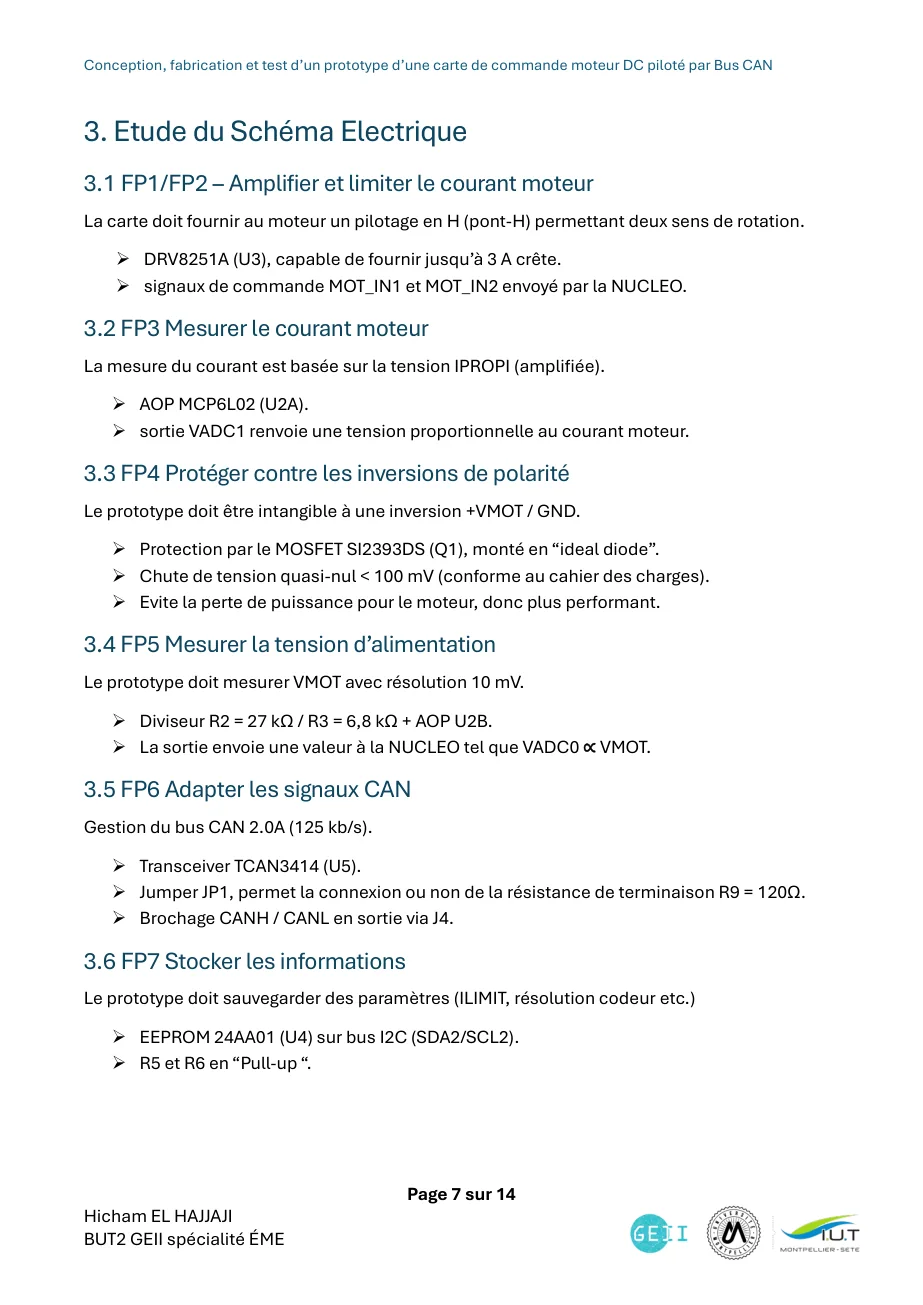 Conception, fabrication et test d’un prototype d’une carte de commande moteur DC piloté par Bus CAN
3. Etude du Schéma Electrique
3.1 FP1/FP2 – Amplifier et limiter le courant moteur
La carte doit fournir au moteur un pilotage en H (pont-H) permettant deux sens de rotation.
➢ DRV8251A (U3), capable de fournir jusqu’à 3 A crête.
➢ signaux de commande MOT_IN1 et MOT_IN2 envoyé par la NUCLEO.
3.2 FP3 Mesurer le courant moteur
La mesure du courant est basée sur la tension IPROPI (amplifiée).
➢ AOP MCP6L02 (U2A).
➢ sortie VADC1 renvoie une tension proportionnelle au courant moteur.
3.3 FP4 Protéger contre les inversions de polarité
Le prototype doit être intangible à une inversion +VMOT / GND.
➢ Protection par le MOSFET SI2393DS (Q1), monté en “ideal diode”.
➢ Chute de tension quasi-nul < 100 mV (conforme au cahier des charges).
➢ Evite la perte de puissance pour le moteur, donc plus performant.
3.4 FP5 Mesurer la tension d’alimentation
Le prototype doit mesurer VMOT avec résolution 10 mV.
➢ Diviseur R2 = 27 kΩ / R3 = 6,8 kΩ + AOP U2B.
➢ La sortie envoie une valeur à la NUCLEO tel que VADC0 ∝ VMOT.
3.5 FP6 Adapter les signaux CAN
Gestion du bus CAN 2.0A (125 kb/s).
➢ Transceiver TCAN3414 (U5).
➢ Jumper JP1, permet la connexion ou non de la résistance de terminaison R9 = 120Ω.
➢ Brochage CANH / CANL en sortie via J4.
3.6 FP7 Stocker les informations
Le prototype doit sauvegarder des paramètres (ILIMIT, résolution codeur etc.)
➢ EEPROM 24AA01 (U4) sur bus I2C (SDA2/SCL2).
➢ R5 et R6 en “Pull-up “.
Page 7 sur 14
Hicham EL HAJJAJI
BUT2 GEII spécialité ÉME
GEII
UNIVERSITÉ
MONTPELLIER
I.U.T
MONTPELLIER - SETE